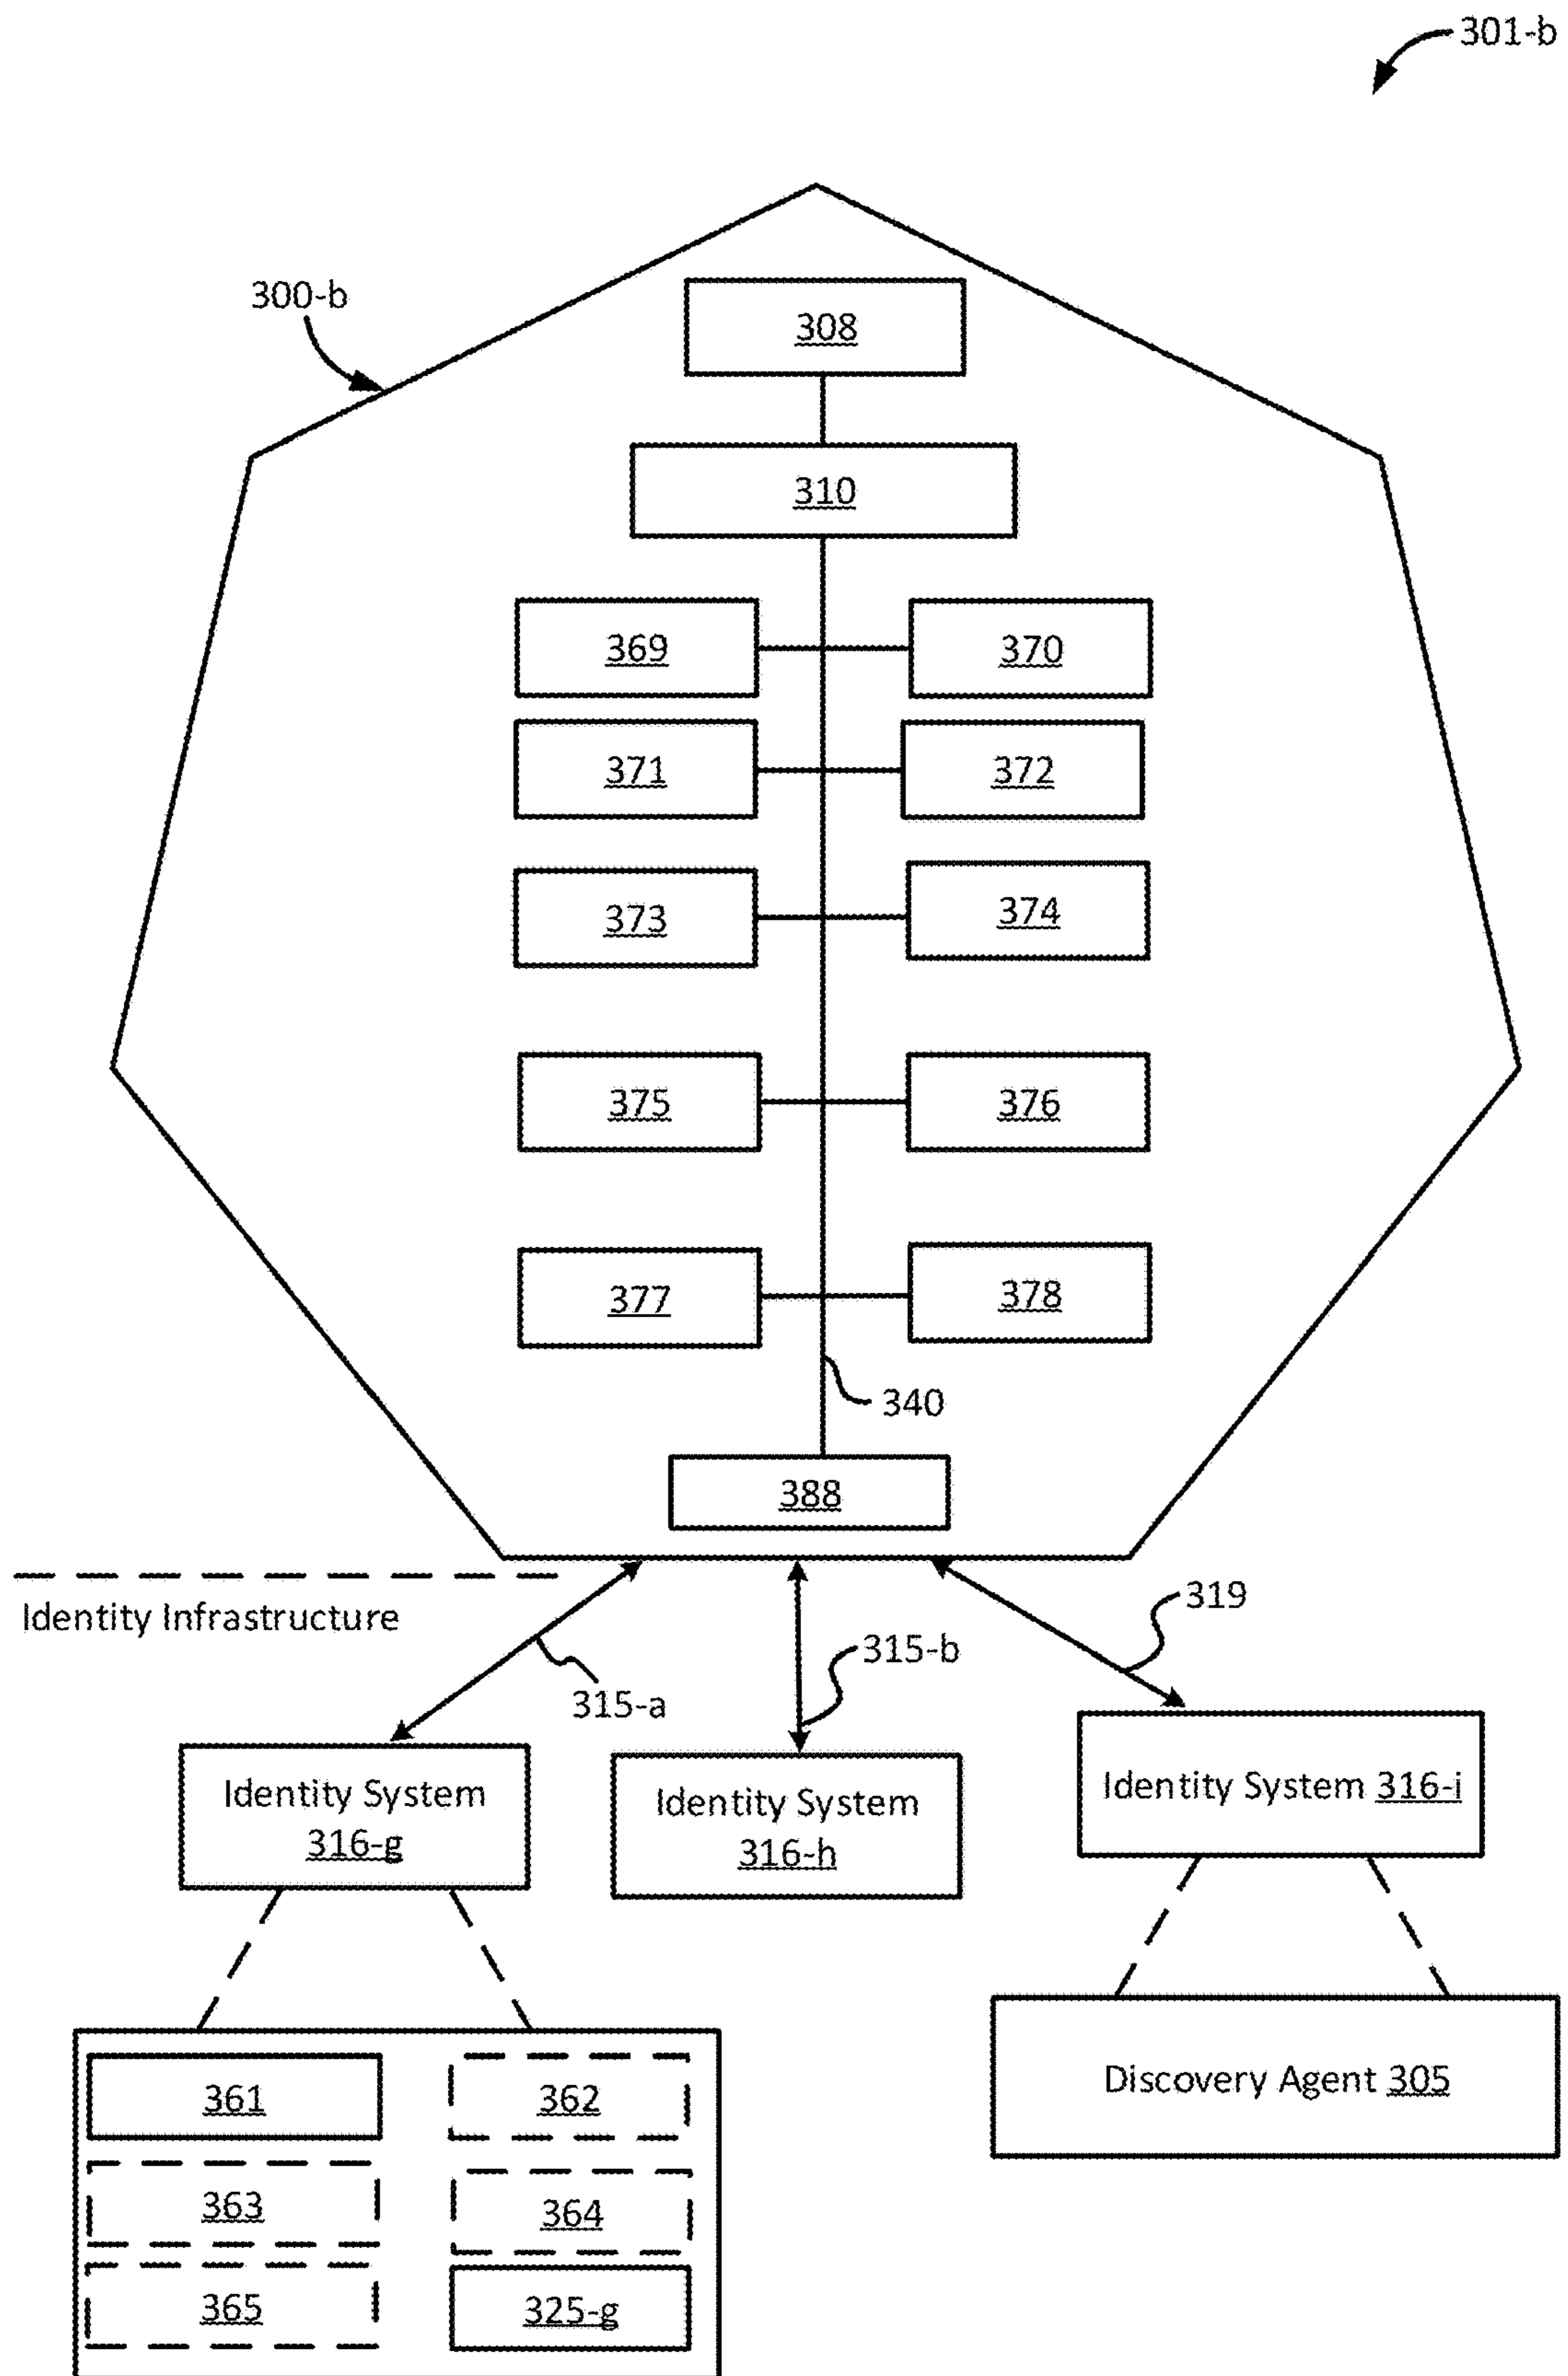 301-b
300-b
308
310
369
370
371
372
373
374
375
376
377
378
340
388
Identity Infrastructure
319
315-b
315-a
Identity System
316-g
Identity System
316-h
Identity System 316-i
361
362
Discovery Agent 305
363
364
365
325-g